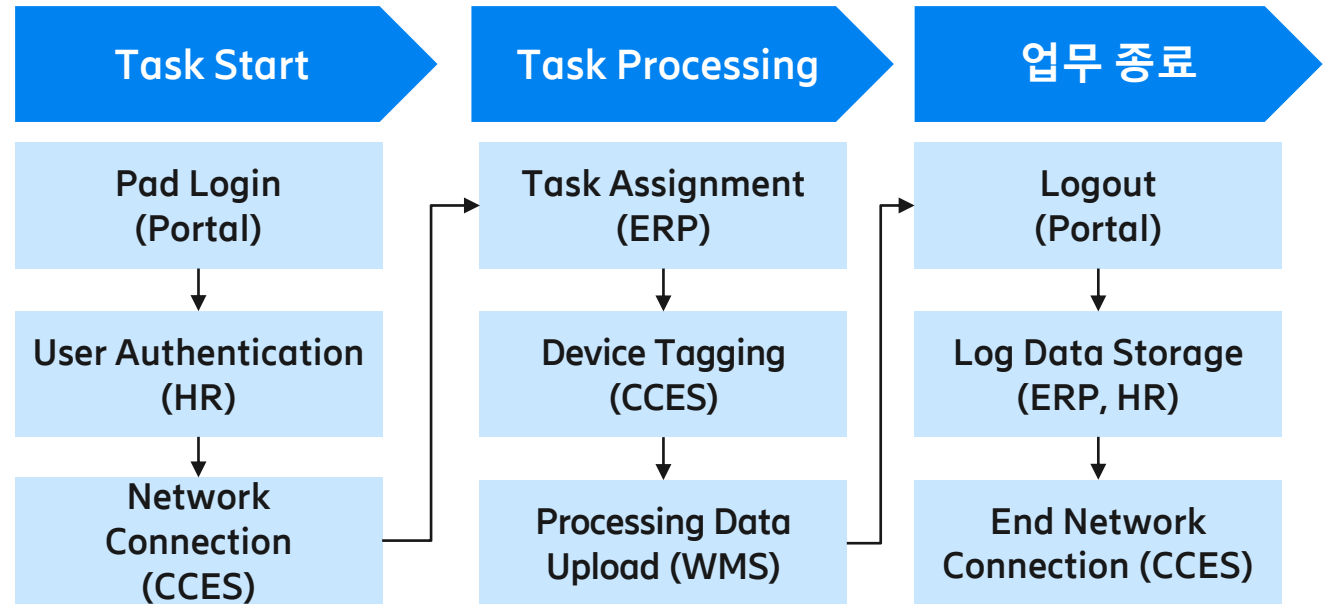 Task Start
Task Processing
업무 종료
Pad Login
(Portal)
User Authentication
(HR)
Network
Connection
(CCES)
Task Assignment
(ERP)
Device Tagging
(CCES)
Processing Data
Upload (WMS)
Logout
(Portal)
Log Data Storage
(ERP, HR)
End Network
Connection (CCES)